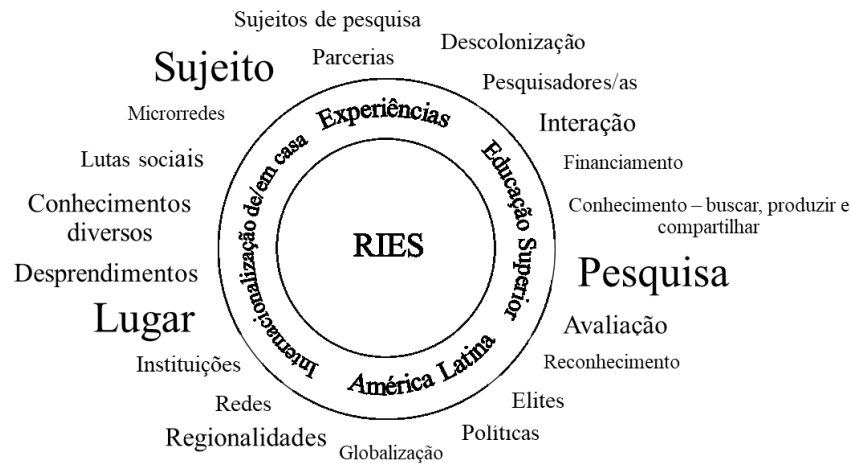 Sujeitos de pesquisa
Descolonização
Sujeito
Parcerias
Pesquisadores/as
Microrredes
Experiências
Interação
Lutas sociais
Internacionalização de/em casa
Educação Superior
Financiamento
Conhecimentos
diversos
Conhecimento – buscar, produzir e
compartilhar
RIES
Desprendimentos
Pesquisa
Lugar
Avaliação
Instituições
América Latina
Reconhecimento
Redes
Elites
Regionalidades
Globalização
Políticas